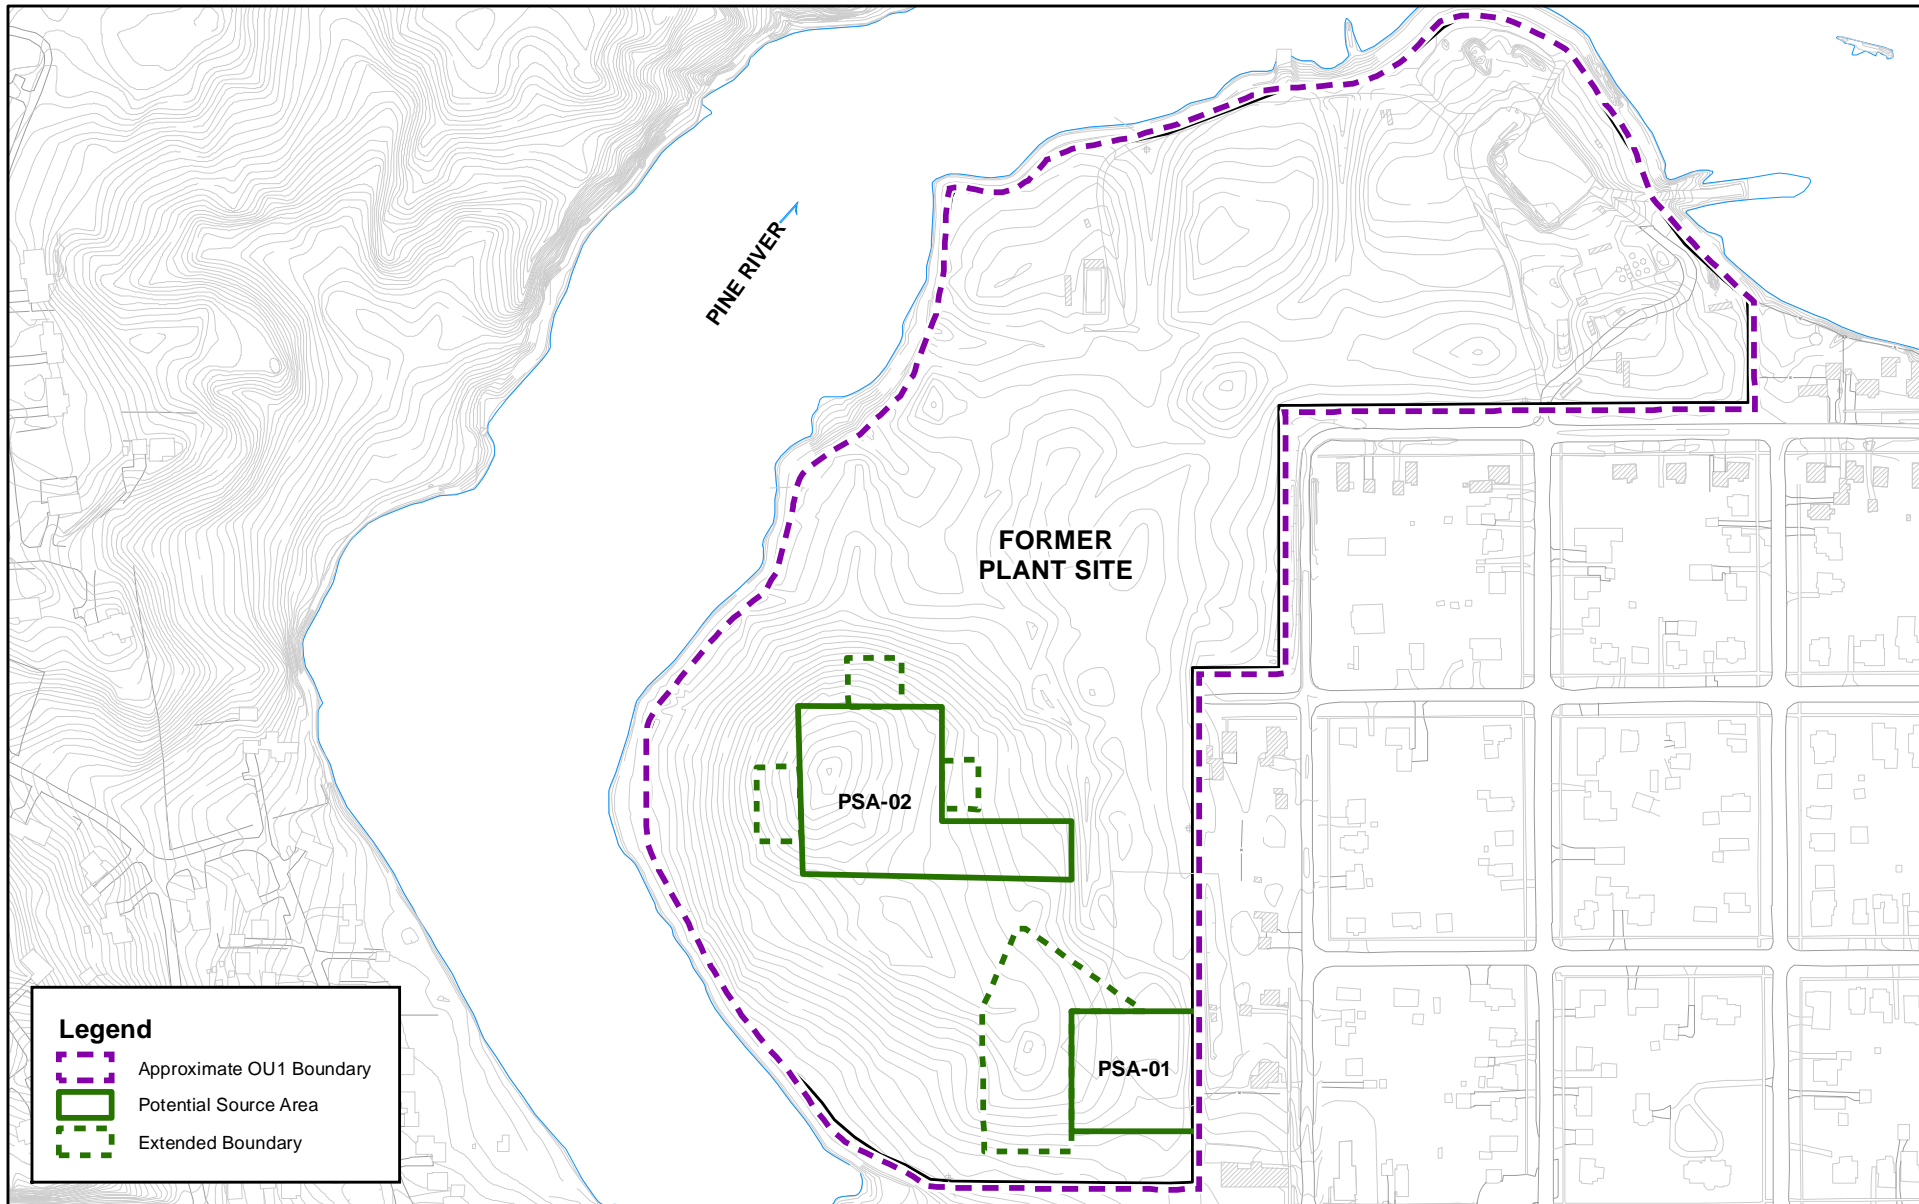 PINE RIVER
FORMER
PLANT SITE
PSA-02
PSA-01
Legend
Approximate OU1 Boundary
Potential Source Area
Extended Boundary